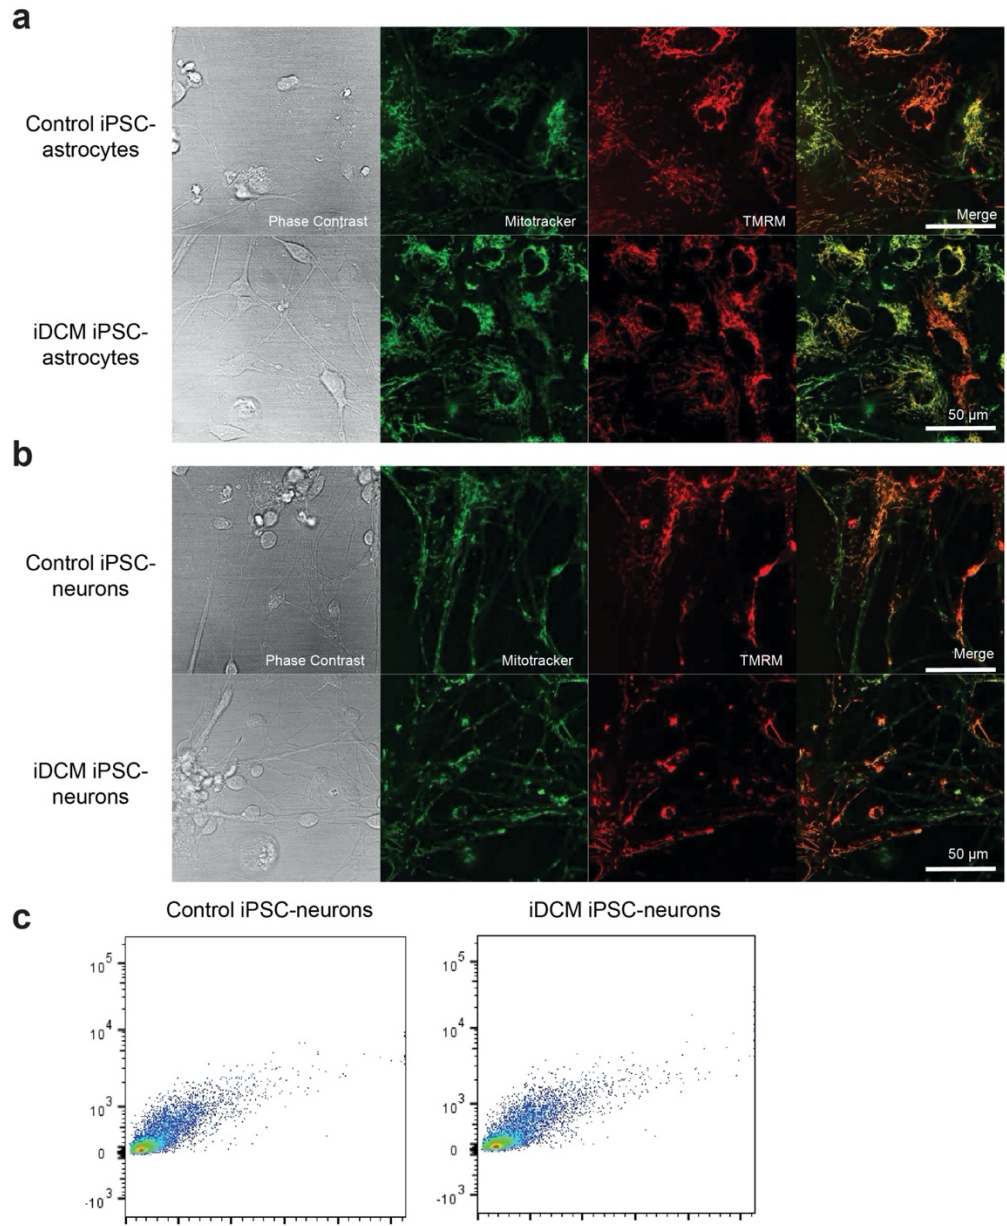 a
Control iPSC-
astrocytes
Phase Contrast
Mitotracker
TMRM
Merge
iDCM iPSC-
astrocytes
50 µm
b
Control iPSC-
neurons
Phase Contrast
Mitotracker
TMRM
Merge
iDCM iPSC-
neurons
50 µm
c
Control iPSC-neurons
iDCM iPSC-neurons
10^5
10^4
10^3
0
-10^3
10^5
10^4
10^3
0
-10^3